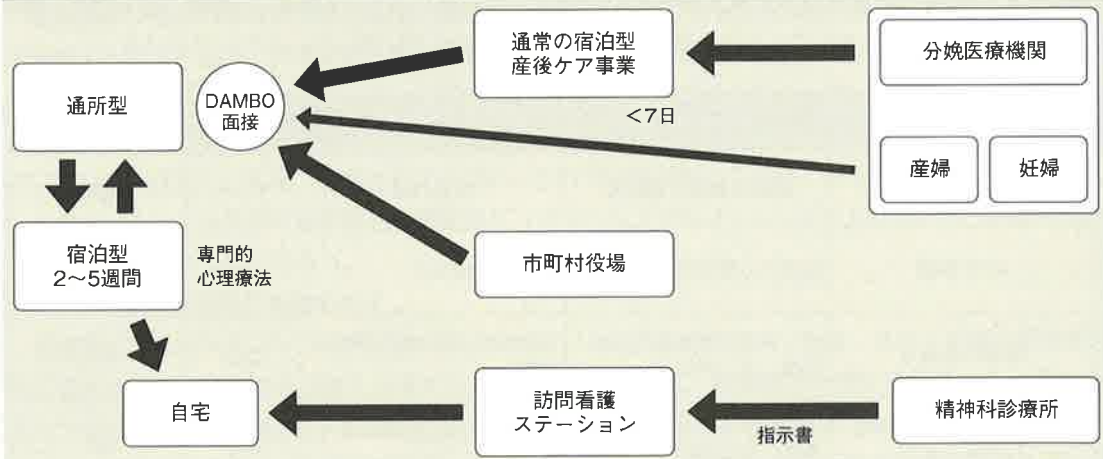 通常の宿泊型
産後ケア事業
分娩医療機関
通所型
DAMBO
面接
<7日
産婦
妊婦
宿泊型
2〜5週間
専門的
心理療法
市町村役場
自宅
訪問看護
ステーション
指示書
精神科診療所